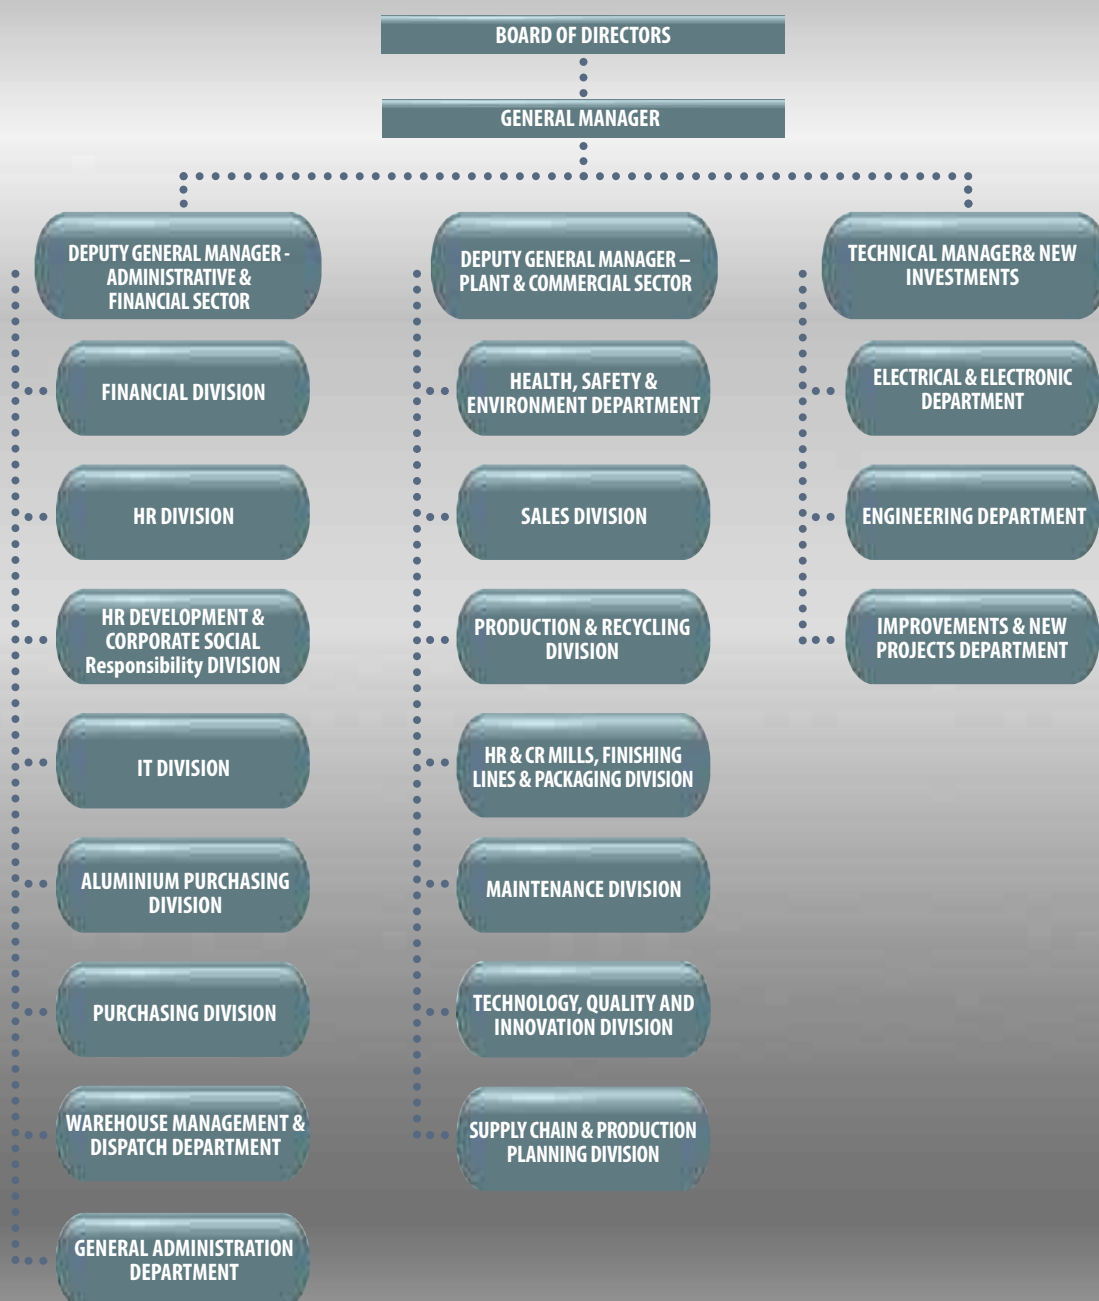 BOARD OF DIRECTORS
GENERAL MANAGER
DEPUTY GENERAL MANAGER -
ADMINISTRATIVE &
FINANCIAL SECTOR
FINANCIAL DIVISION
HR DIVISION
HR DEVELOPMENT &
CORPORATE SOCIAL
Responsibility DIVISION
IT DIVISION
ALUMINIUM PURCHASING
DIVISION
PURCHASING DIVISION
WAREHOUSE MANAGEMENT &
DISPATCH DEPARTMENT
GENERAL ADMINISTRATION
DEPARTMENT
DEPUTY GENERAL MANAGER –
PLANT & COMMERCIAL SECTOR
HEALTH, SAFETY &
ENVIRONMENT DEPARTMENT
SALES DIVISION
PRODUCTION & RECYCLING
DIVISION
HR & CR MILLS, FINISHING
LINES & PACKAGING DIVISION
MAINTENANCE DIVISION
TECHNOLOGY, QUALITY AND
INNOVATION DIVISION
SUPPLY CHAIN & PRODUCTION
PLANNING DIVISION
TECHNICAL MANAGER& NEW
INVESTMENTS
ELECTRICAL & ELECTRONIC
DEPARTMENT
ENGINEERING DEPARTMENT
IMPROVEMENTS & NEW
PROJECTS DEPARTMENT